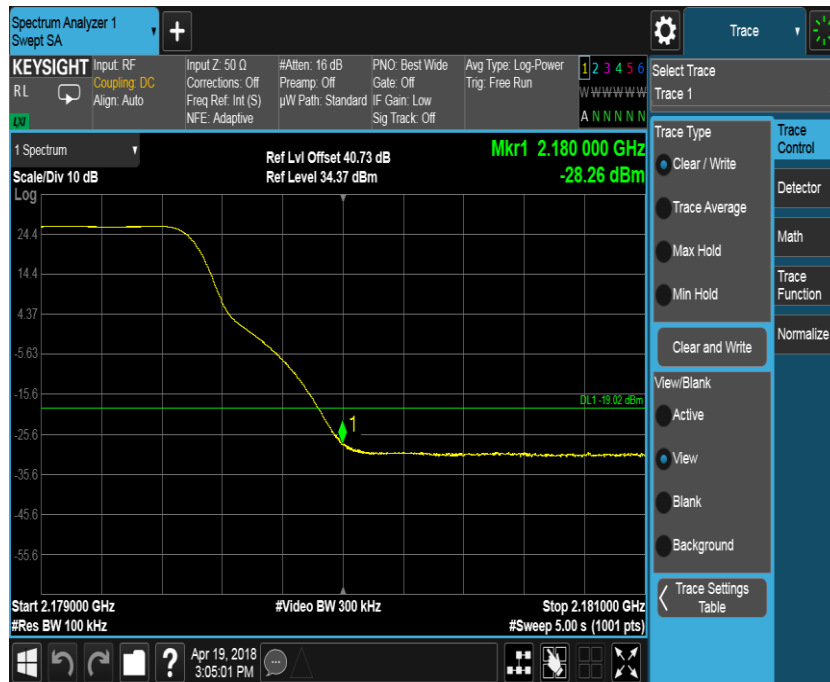 Spectrum Analyzer 1
Swept SA
+
Trace
KEYSIGHT
RL
LXI
Input: RF
Coupling: DC
Align: Auto
Input Z: 50 Ω
Corrections: Off
Freq Ref: Int (S)
NFE: Adaptive
#Atten: 16 dB
Preamp: Off
µW Path: Standard
PNO: Best Wide
Gate: Off
IF Gain: Low
Sig Track: Off
Avg Type: Log-Power
Trig: Free Run
1 2 3 4 5 6
W W W W W W
A N N N N N
Select Trace
Trace 1
1 Spectrum
Scale/Div 10 dB
Log
Ref Lvl Offset 40.73 dB
Ref Level 34.37 dBm
Mkr1 2.180 000 GHz
-28.26 dBm
24.4
14.4
4.37
-5.63
-15.6
-25.6
-35.6
-45.6
-55.6
DL1 -19.02 dBm
1
Start 2.179000 GHz
#Res BW 100 kHz
#Video BW 300 kHz
Stop 2.181000 GHz
#Sweep 5.00 s (1001 pts)
Trace Type
Clear / Write
Trace Average
Max Hold
Min Hold
Clear and Write
View/Blank
Active
View
Blank
Background
Trace Settings
Table
Trace
Control
Detector
Math
Trace
Function
Normalize
?
Apr 19, 2018
3:05:01 PM